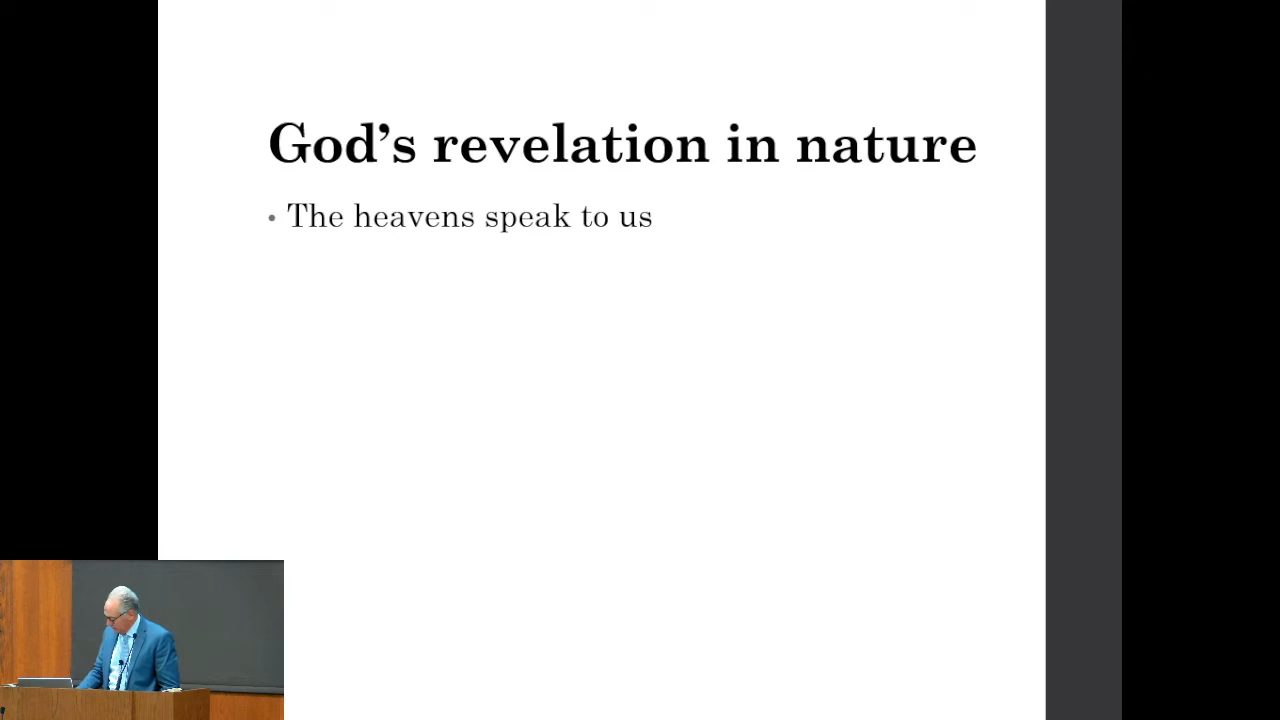 God’s revelation in nature
• The heavens speak to us